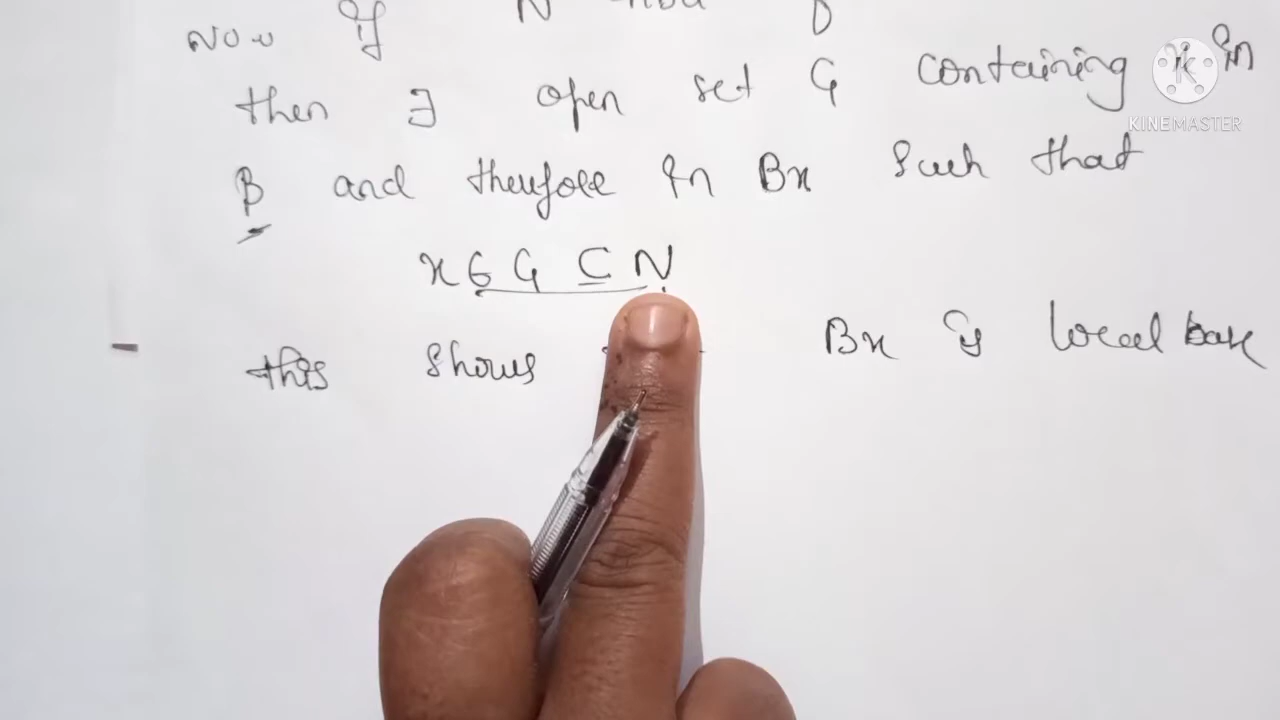 Now if N nbd
then ∃ open set G containing in
B and therefore in Bx such that
x ∈ G ⊆ N
this shows Bx is local base
KINEMASTER